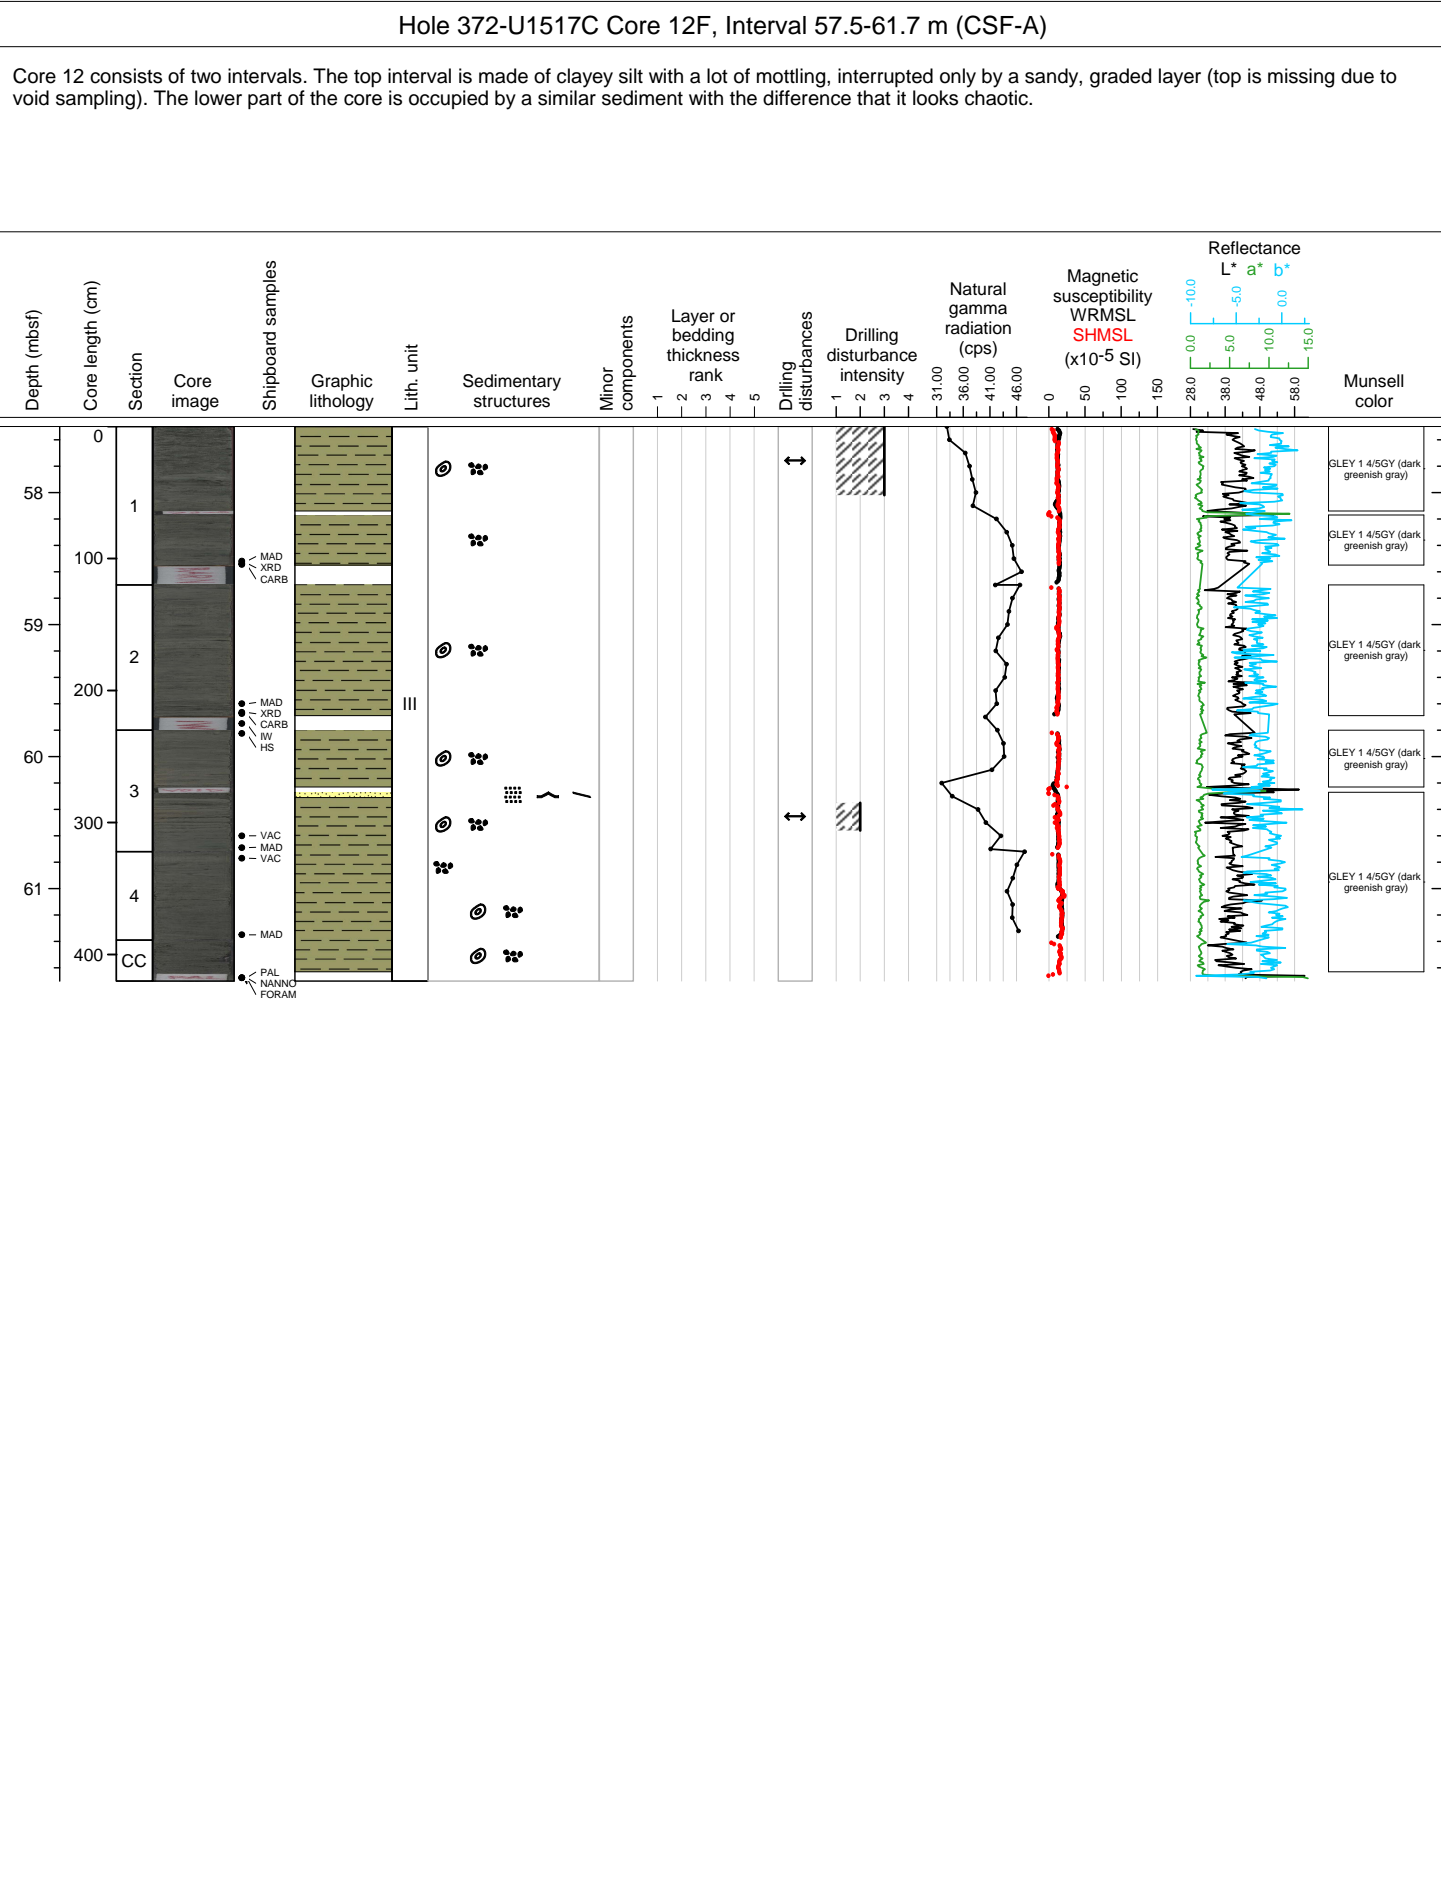 Hole 372-U1517C Core 12F, Interval 57.5-61.7 m (CSF-A)
Core 12 consists of two intervals. The top interval is made of clayey silt with a lot of mottling, interrupted only by a sandy, graded layer (top is missing due to
void sampling). The lower part of the core is occupied by a similar sediment with the difference that it looks chaotic.
Depth (mbsf)
Core length (cm)
Section
Core
image
Shipboard samples
Graphic
lithology
Lith. unit
Sedimentary
structures
Minor
components
Layer or
bedding
thickness
rank
1 2 3 4 5
Drlling
disturbances
Drilling
disturbance
intensity
1 2 3 4
Natural
gamma
radiation
(cps)
31.00 36.00 41.00 46.00
Magnetic
susceptibility
WRMSL
SHMSL
(x10-5 SI)
0 50 100 150
Reflectance
L* a* b*
-10.0 -5.0 0.0
0.0 5.0 10.0 15.0
28.0 38.0 48.0 58.0
Munsell
color
58
59
60
61
0
100
200
300
400
1
2
3
4
CC
MAD
XRD
CARB
MAD
XRD
CARB
IW
HS
VAC
MAD
VAC
MAD
PAL
NANNO
FORAM
III
GLEY 1 4/5GY (dark
greenish gray)
GLEY 1 4/5GY (dark
greenish gray)
GLEY 1 4/5GY (dark
greenish gray)
GLEY 1 4/5GY (dark
greenish gray)
GLEY 1 4/5GY (dark
greenish gray)